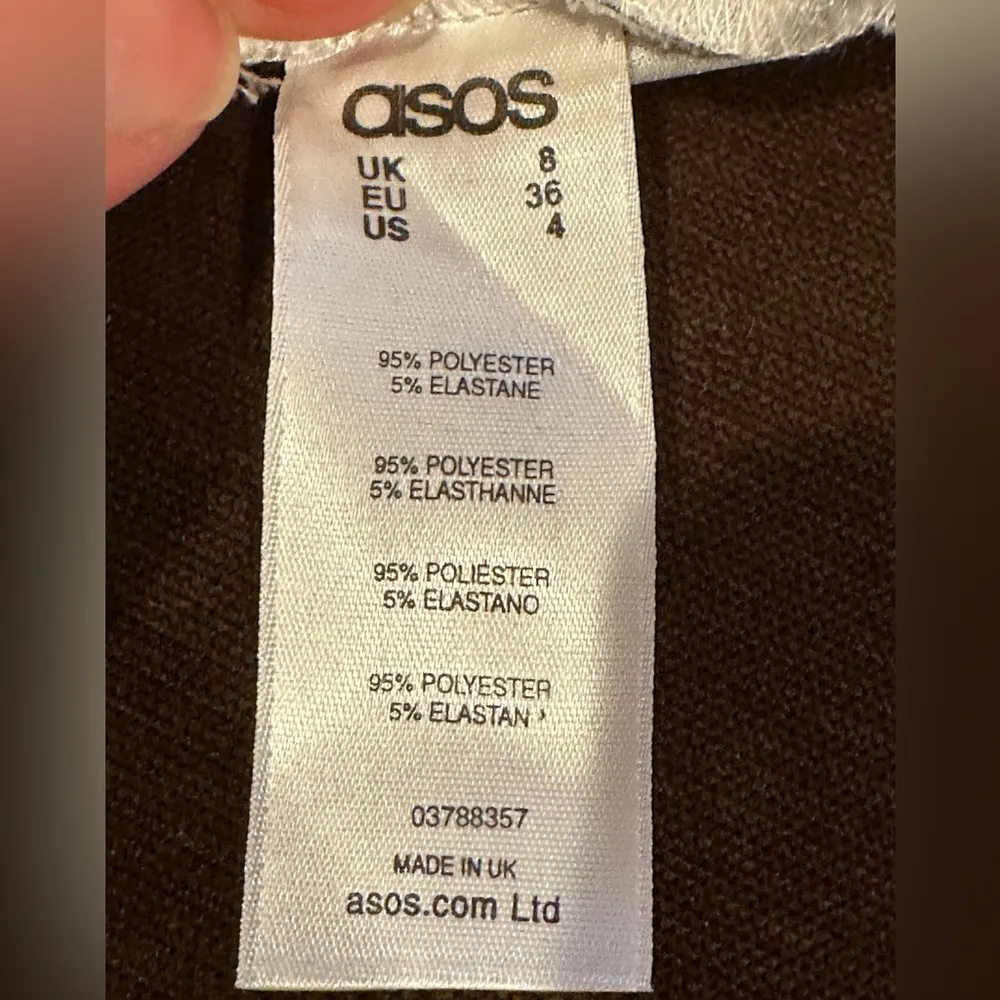 asos
UK 8
EU 36
US 4
95% POLYESTER
5% ELASTANE
95% POLYESTER
5% ELASTHANNE
95% POLIÉSTER
5% ELASTANO
95% POLYESTER
5% ELASTAN
03788357
MADE IN UK
asos.com Ltd